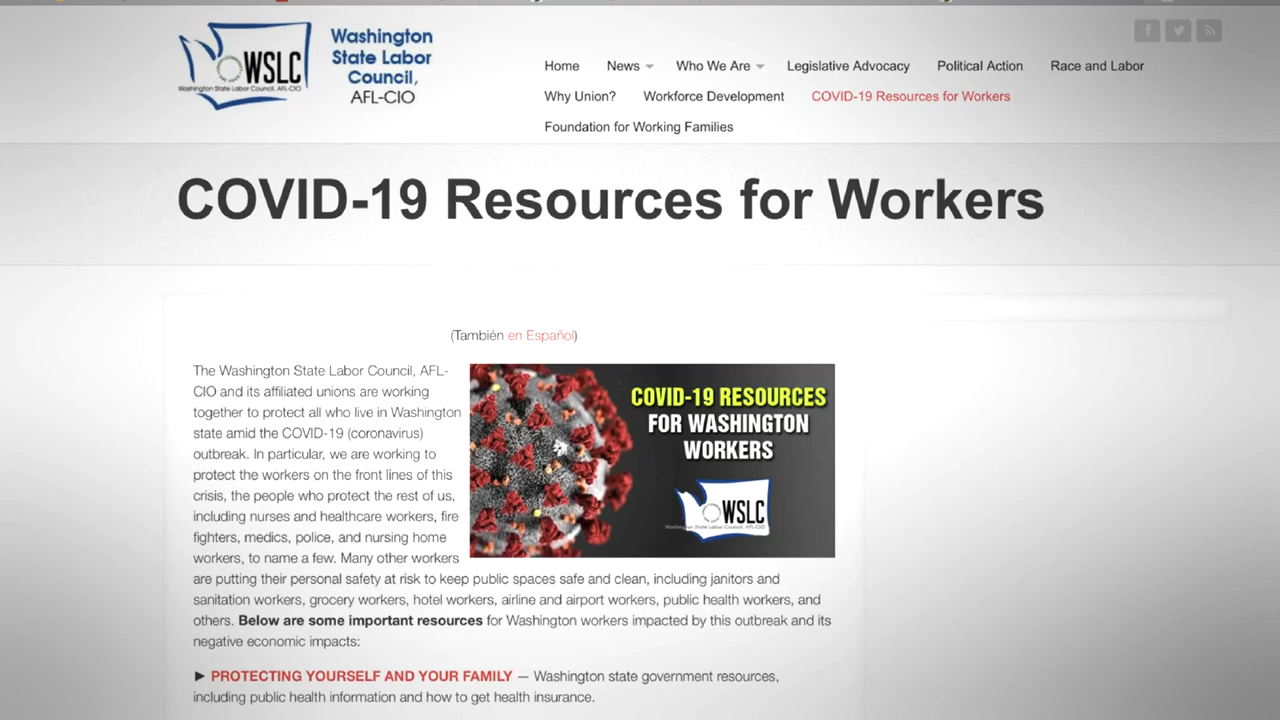 WSLC
Washington State Labor Council, AFL-CIO
Washington
State Labor
Council,
AFL-CIO
Home News Who We Are Legislative Advocacy Political Action Race and Labor
Why Union? Workforce Development COVID-19 Resources for Workers
Foundation for Working Families
COVID-19 Resources for Workers
(También en Español)
The Washington State Labor Council, AFL-
CIO and its affiliated unions are working
together to protect all who live in Washington
state amid the COVID-19 (coronavirus)
outbreak. In particular, we are working to
protect the workers on the front lines of this
crisis, the people who protect the rest of us,
including nurses and healthcare workers, fire
fighters, medics, police, and nursing home
workers, to name a few. Many other workers
are putting their personal safety at risk to keep public spaces safe and clean, including janitors and
sanitation workers, grocery workers, hotel workers, airline and airport workers, public health workers, and
others. Below are some important resources for Washington workers impacted by this outbreak and its
negative economic impacts:
COVID-19 RESOURCES
FOR WASHINGTON
WORKERS
WSLC
Washington State Labor Council, AFL-CIO
► PROTECTING YOURSELF AND YOUR FAMILY — Washington state government resources,
including public health information and how to get health insurance.